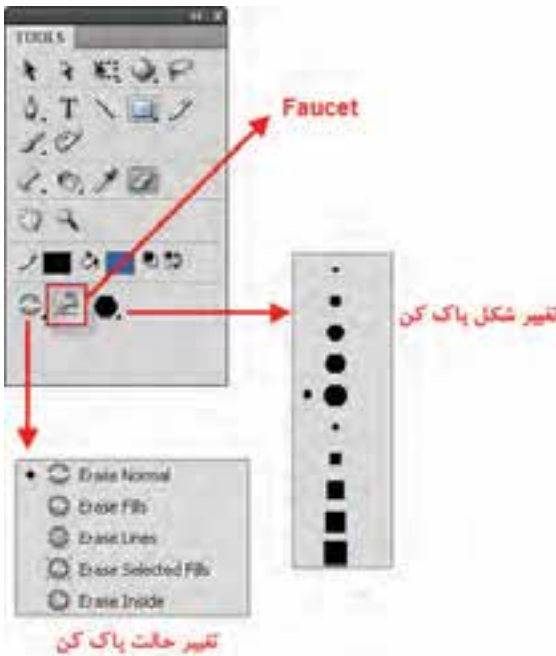 TOOLS
Faucet
تغییر شکل پاک کن
Erase Normal
Erase Fills
Erase Lines
Erase Selected Fills
Erase Inside
تغییر حالت پاک کن